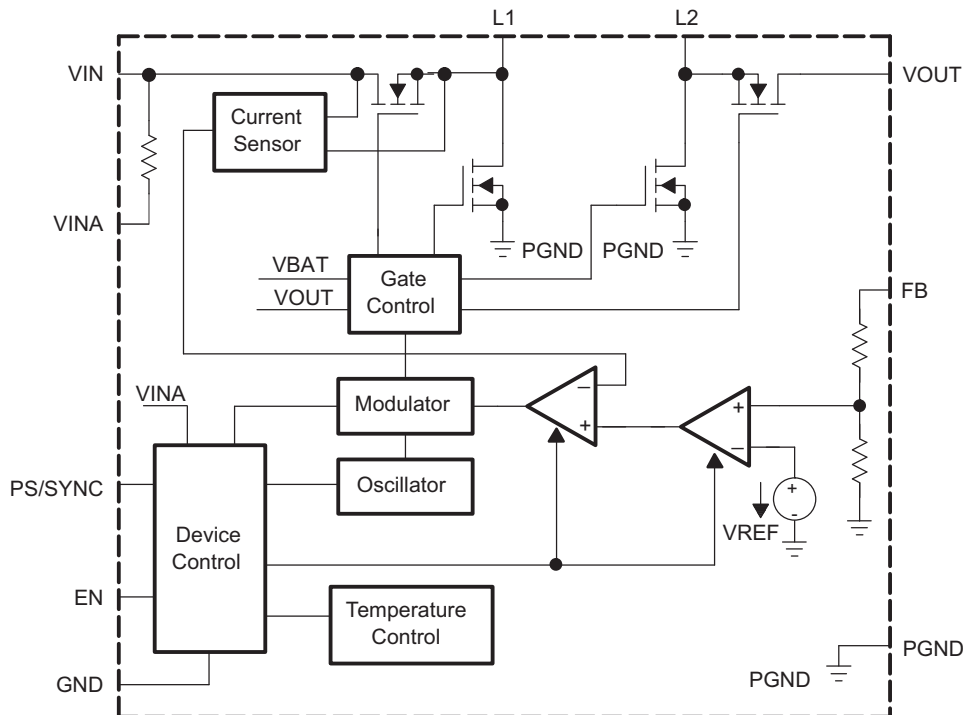 L1
L2
VIN
VOUT
Current
Sensor
VINA
PGND
PGND
VBAT
VOUT
Gate
Control
FB
VINA
Modulator
−
+
+
−
PS/SYNC
Oscillator
+
-
VREF
Device
Control
EN
Temperature
Control
GND
PGND
PGND